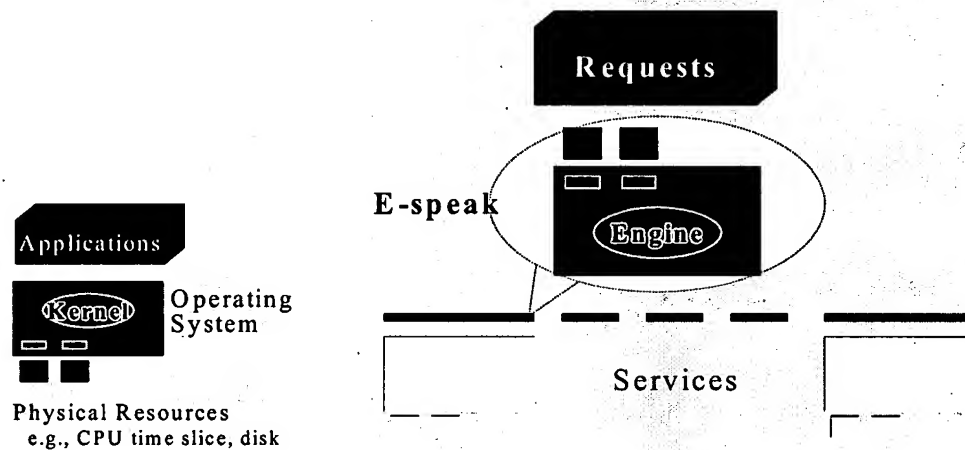 Requests
E-speak
Engine
Applications
Kernel
Operating
System
Services
Physical Resources
e.g., CPU time slice, disk